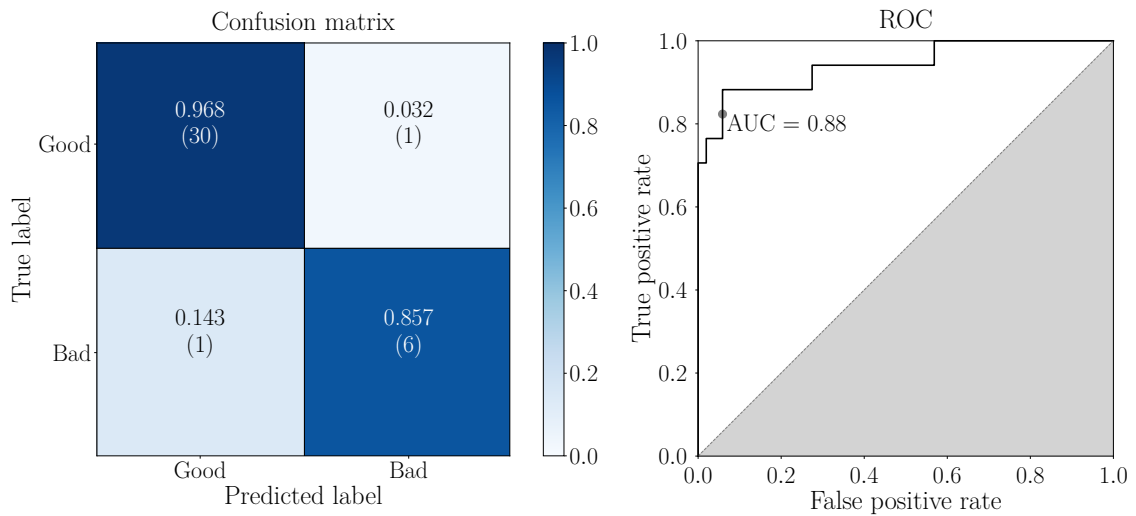 Confusion matrix
True label
Good
Bad
0.968
(30)
0.032
(1)
0.143
(1)
0.857
(6)
Good
Bad
Predicted label
1.0
0.8
0.6
0.4
0.2
0.0
ROC
True positive rate
1.0
0.8
0.6
0.4
0.2
0.0
AUC = 0.88
0.0
0.2
0.4
0.6
0.8
1.0
False positive rate